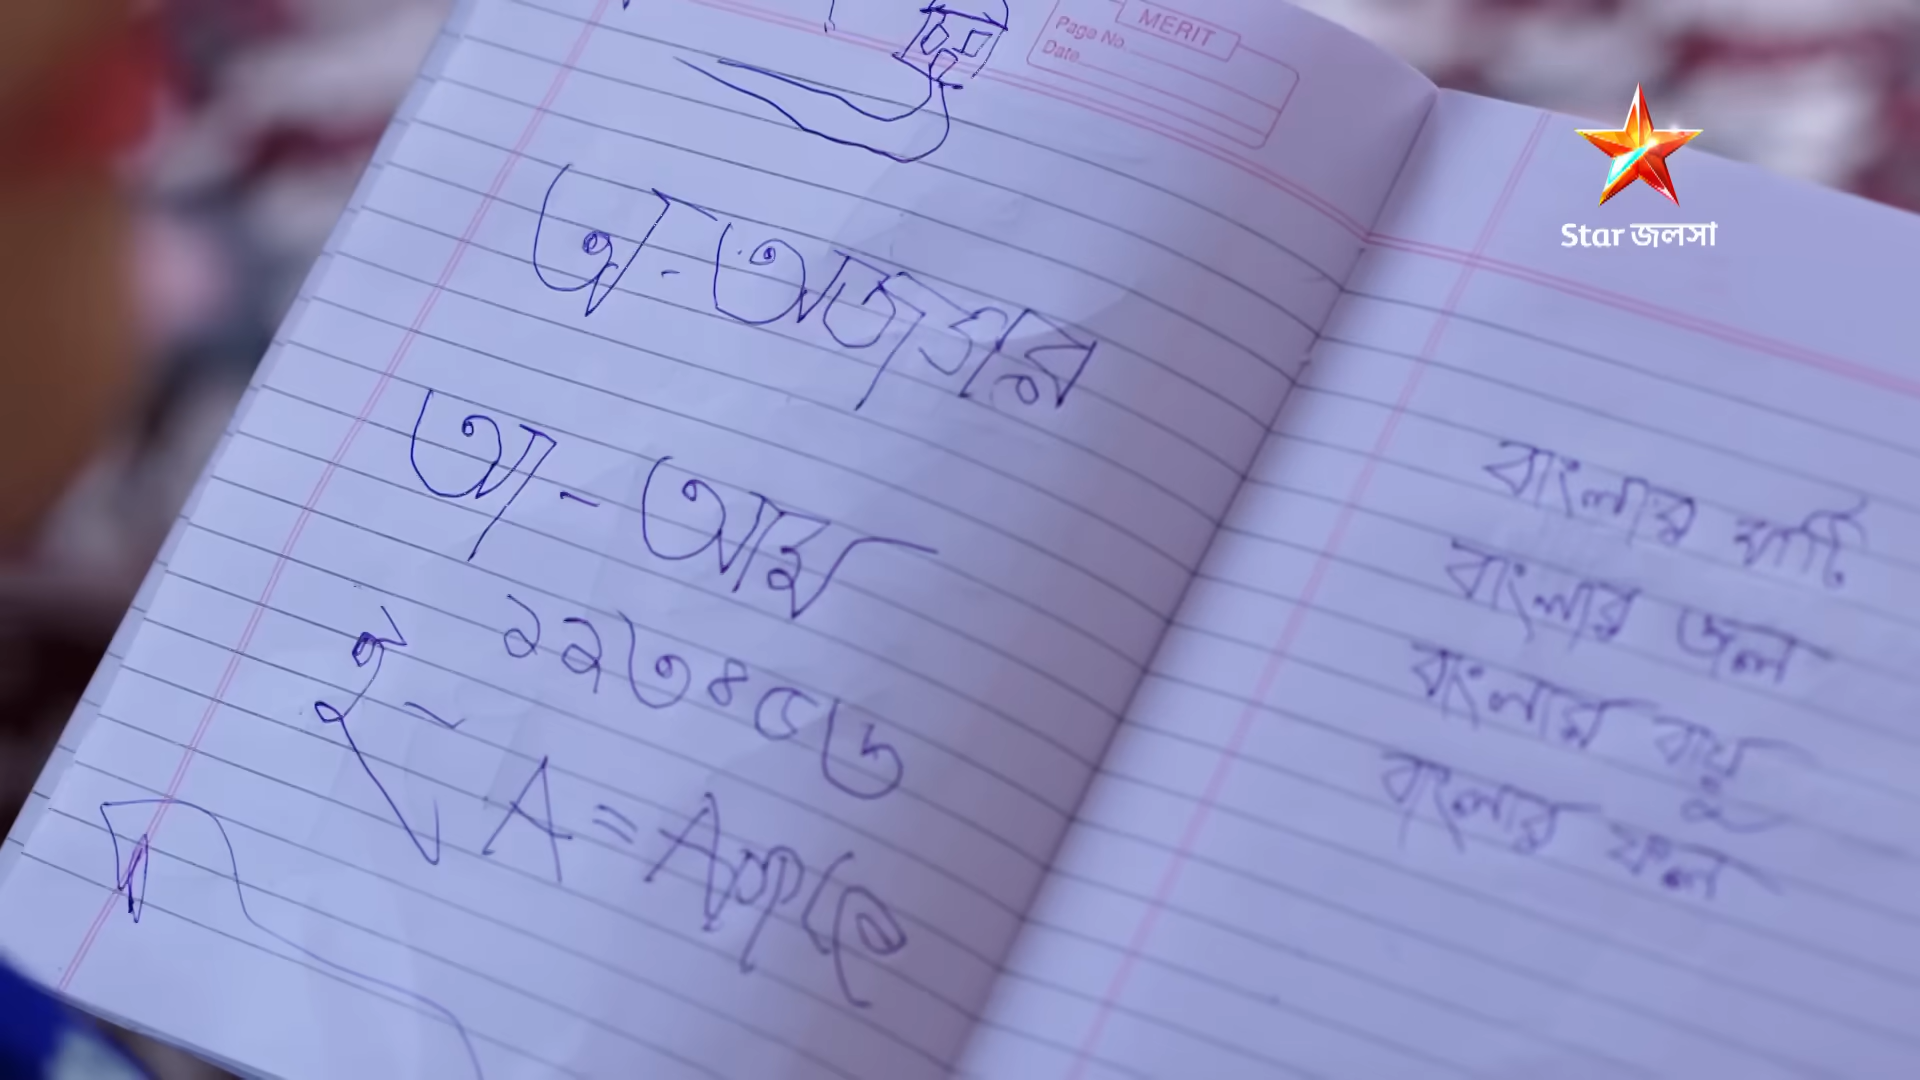 MERIT
Page No.
Date
অ - অজগর
আ - আম
১২৩৪৫৬
ই -
A = Apple
বাংলার মাটি
বাংলার জল
বাংলার বায়ু
বাংলার ফল
Star জলসা